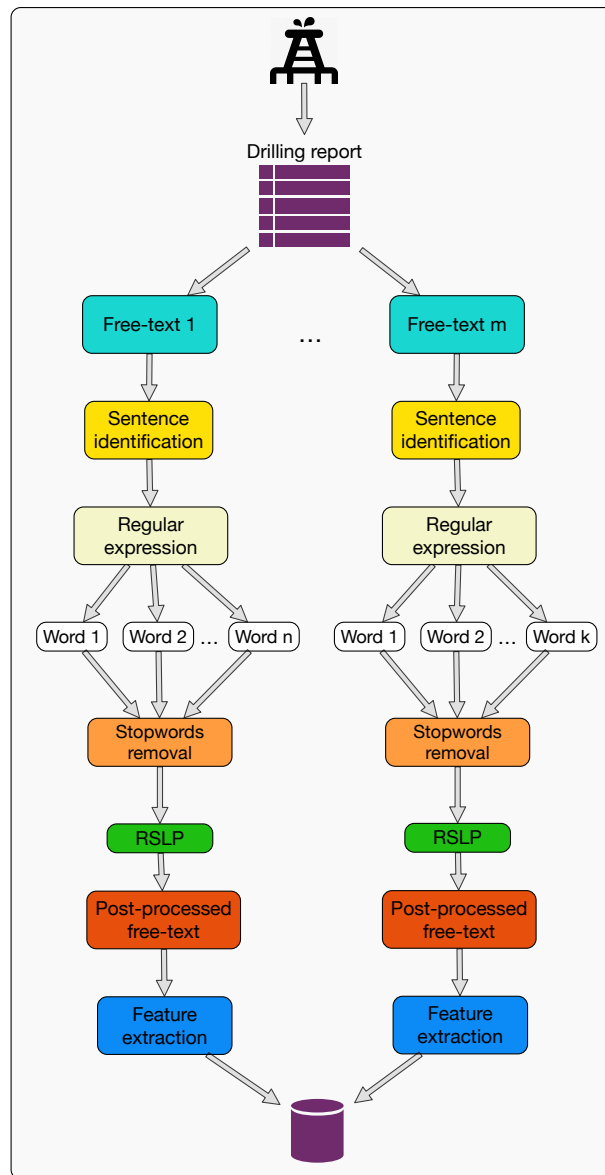 Drilling report
Free-text 1
...
Free-text m
Sentence
identification
Sentence
identification
Regular
expression
Regular
expression
Word 1
Word 2
...
Word n
Word 1
Word 2
...
Word k
Stopwords
removal
Stopwords
removal
RSLP
RSLP
Post-processed
free-text
Post-processed
free-text
Feature
extraction
Feature
extraction